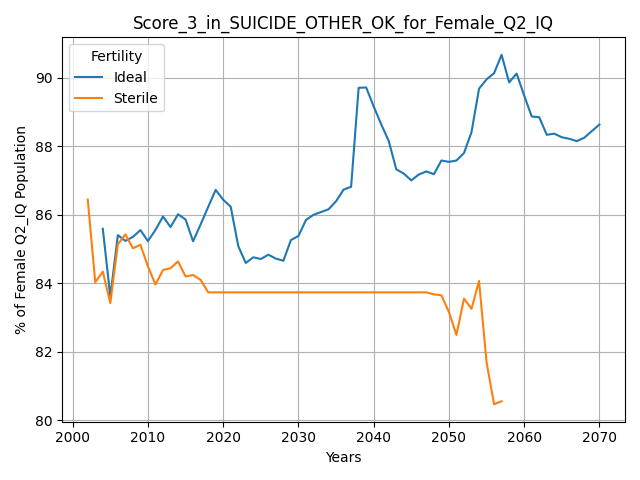 Score_3_in_SUICIDE_OTHER_OK_for_Female_Q2_IQ
Fertility
Ideal
Sterile
% of Female Q2_IQ Population
90
88
86
84
82
80
2000 2010 2020 2030 2040 2050 2060 2070
Years